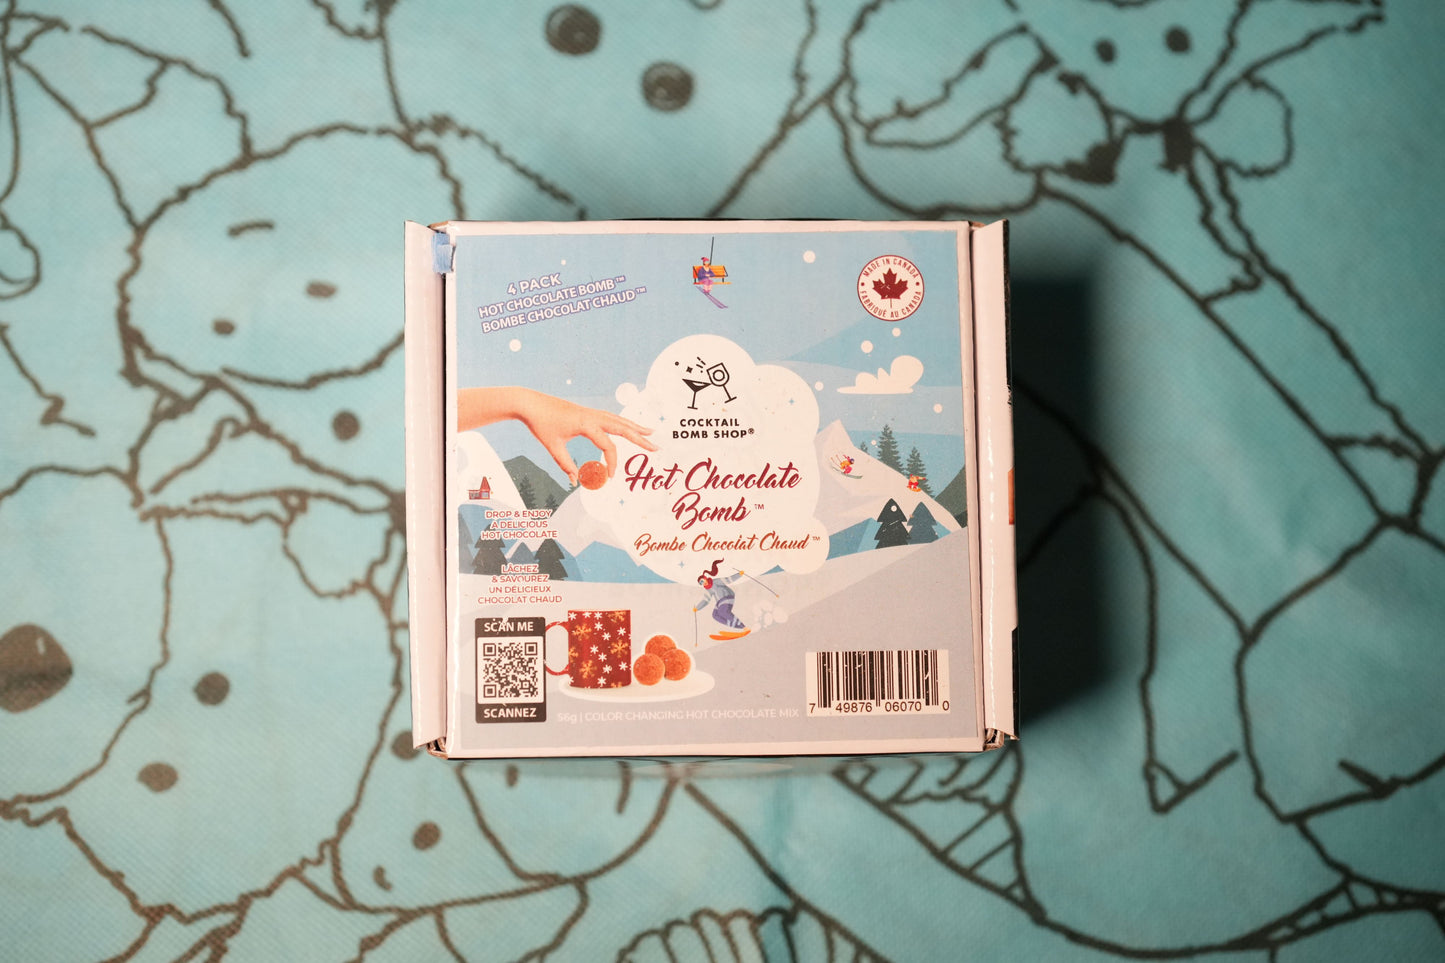 4 PACK
HOT CHOCOLATE BOMB™
BOMBE CHOCOLAT CHAUD™
MADE IN CANADA
FABRIQUÉ AU CANADA
COCKTAIL
BOMB SHOP®
Hot Chocolate
Bomb™
Bombe Chocolat Chaud™
DROP & ENJOY
A DELICIOUS
HOT CHOCOLATE
LÂCHEZ
& SAVOUREZ
UN DÉLICIEUX
CHOCOLAT CHAUD
SCAN ME
SCANNEZ
56g | COLOR CHANGING HOT CHOCOLATE MIX
7 49876 06070 0